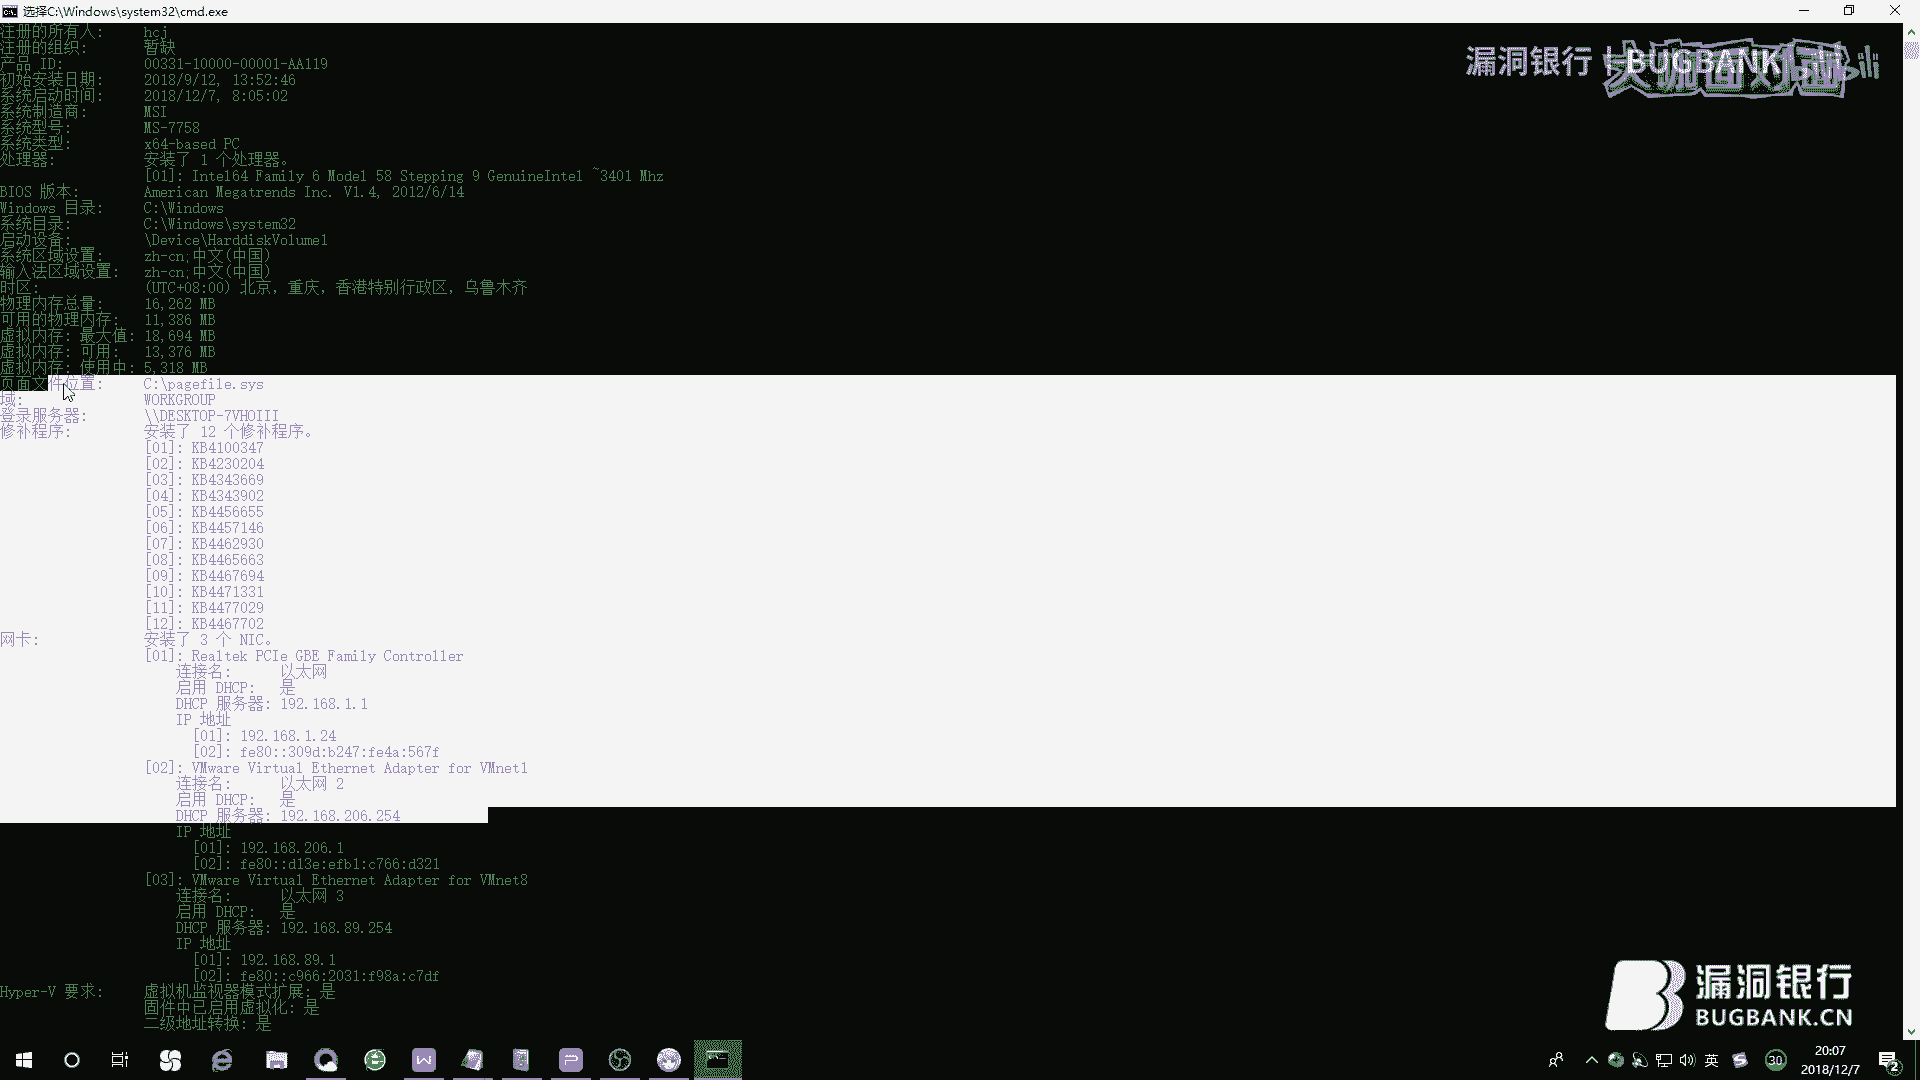 选择C:\Windows\system32\cmd.exe
注册的所有人: hcj
注册的组织: 暂缺
产品 ID: 00331-10000-00001-AA119
初始安装日期: 2018/9/12, 13:52:46
系统启动时间: 2018/12/7, 8:05:02
系统制造商: MSI
系统型号: MS-7758
系统类型: x64-based PC
处理器: 安装了 1 个处理器。
[01]: Intel64 Family 6 Model 58 Stepping 9 GenuineIntel ~3401 Mhz
BIOS 版本: American Megatrends Inc. V1.4, 2012/6/14
Windows 目录: C:\Windows
系统目录: C:\Windows\system32
启动设备: \Device\HarddiskVolume1
系统区域设置: zh-cn;中文(中国)
输入法区域设置: zh-cn;中文(中国)
时区: (UTC+08:00) 北京，重庆，香港特别行政区，乌鲁木齐
物理内存总量: 16,262 MB
可用的物理内存: 11,386 MB
虚拟内存: 最大值: 18,694 MB
虚拟内存: 可用: 13,376 MB
虚拟内存: 使用中: 5,318 MB
页面文件位置: C:\pagefile.sys
域: WORKGROUP
登录服务器: \\DESKTOP-7VHOIII
修补程序: 安装了 12 个修补程序。
[01]: KB4100347
[02]: KB4230204
[03]: KB4343669
[04]: KB4343902
[05]: KB4456655
[06]: KB4457146
[07]: KB4462930
[08]: KB4465663
[09]: KB4467694
[10]: KB4471331
[11]: KB4477029
[12]: KB4467702
网卡: 安装了 3 个 NIC。
[01]: Realtek PCIe GBE Family Controller
连接名: 以太网
启用 DHCP: 是
DHCP 服务器: 192.168.1.1
IP 地址
[01]: 192.168.1.24
[02]: fe80::309d:b247:fe4a:567f
[02]: VMware Virtual Ethernet Adapter for VMnet1
连接名: 以太网 2
启用 DHCP: 是
DHCP 服务器: 192.168.206.254
IP 地址
[01]: 192.168.206.1
[02]: fe80::d13e:efb1:c766:d321
[03]: VMware Virtual Ethernet Adapter for VMnet8
连接名: 以太网 3
启用 DHCP: 是
DHCP 服务器: 192.168.89.254
IP 地址
[01]: 192.168.89.1
[02]: fe80::c966:2031:f98a:c7df
Hyper-V 要求: 虚拟机监视器模式扩展: 是
固件中已启用虚拟化: 是
二级地址转换: 是
漏洞银行 | BUGBANK
漏洞银行
BUGBANK.CN
英
30
20:07
2018/12/7
2